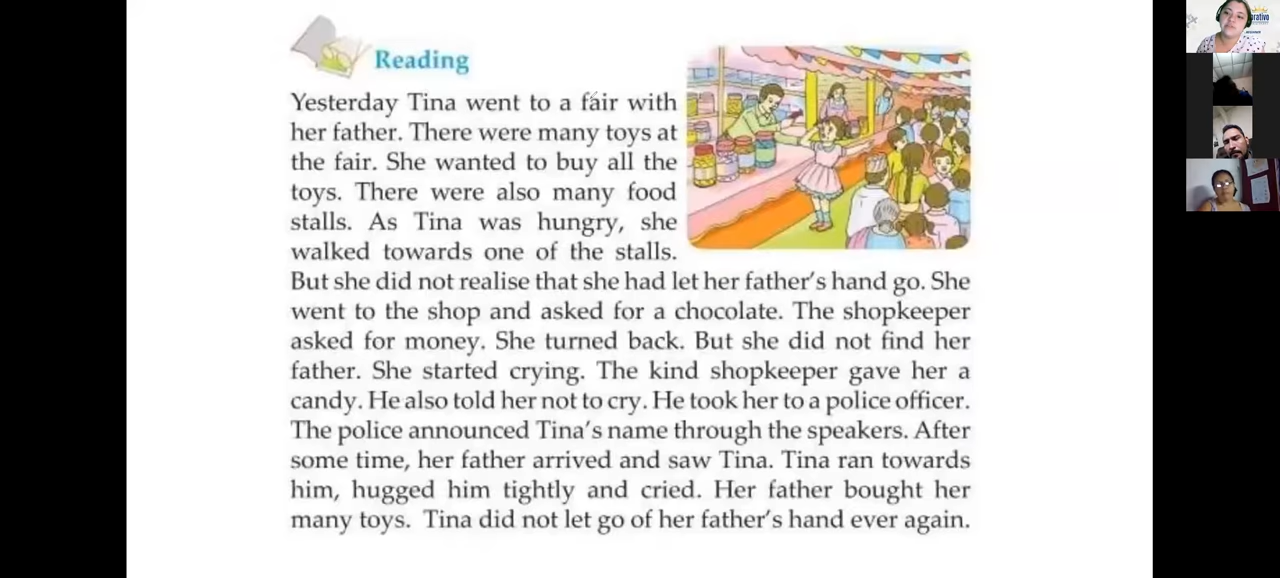 Reading
Yesterday Tina went to a fair with
her father. There were many toys at
the fair. She wanted to buy all the
toys. There were also many food
stalls. As Tina was hungry, she
walked towards one of the stalls.
But she did not realise that she had let her father's hand go. She
went to the shop and asked for a chocolate. The shopkeeper
asked for money. She turned back. But she did not find her
father. She started crying. The kind shopkeeper gave her a
candy. He also told her not to cry. He took her to a police officer.
The police announced Tina's name through the speakers. After
some time, her father arrived and saw Tina. Tina ran towards
him, hugged him tightly and cried. Her father bought her
many toys. Tina did not let go of her father's hand ever again.